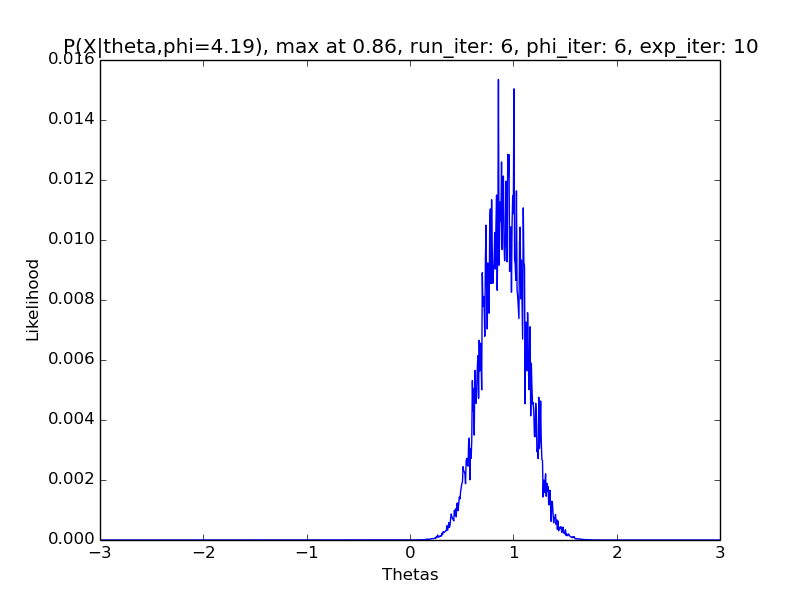 P(X|theta,phi=4.19), max at 0.86, run_iter: 6, phi_iter: 6, exp_iter: 10
0.016
0.014
0.012
0.010
0.008
0.006
0.004
0.002
0.000
Likelihood
−3 −2 −1 0 1 2 3
Thetas